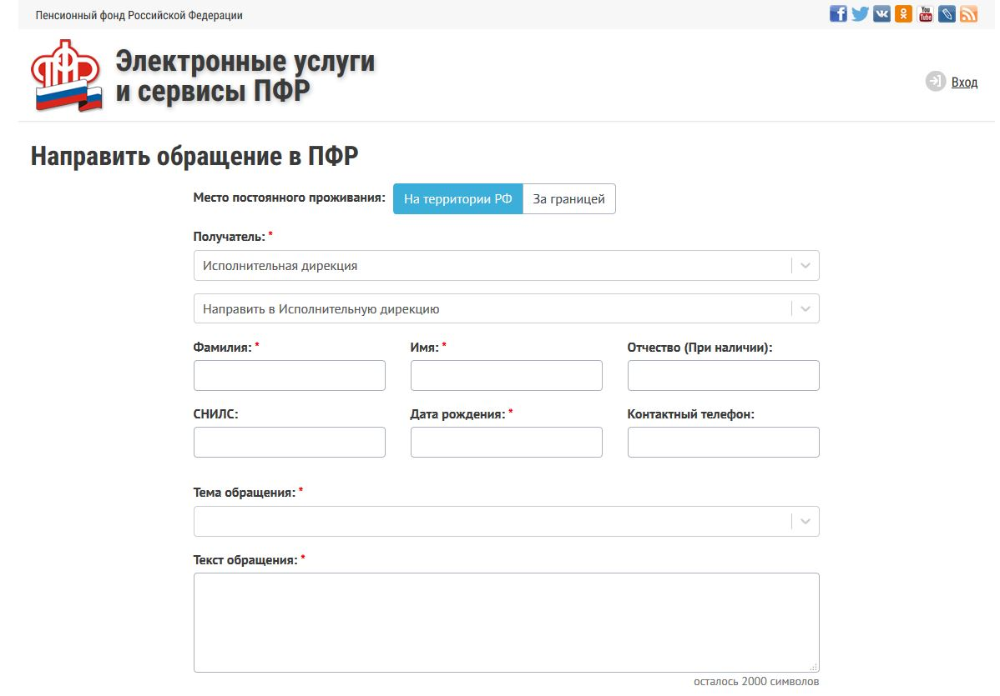 Пенсионный фонд Российской Федерации
You
Tube
Электронные услуги
и сервисы ПФР
Вход
Направить обращение в ПФР
Место постоянного проживания: На территории РФ За границей
Получатель: *
Исполнительная дирекция
Направить в Исполнительную дирекцию
Фамилия: * Имя: * Отчество (При наличии):
СНИЛС: Дата рождения: * Контактный телефон:
Тема обращения: *
Текст обращения: *
осталось 2000 символов